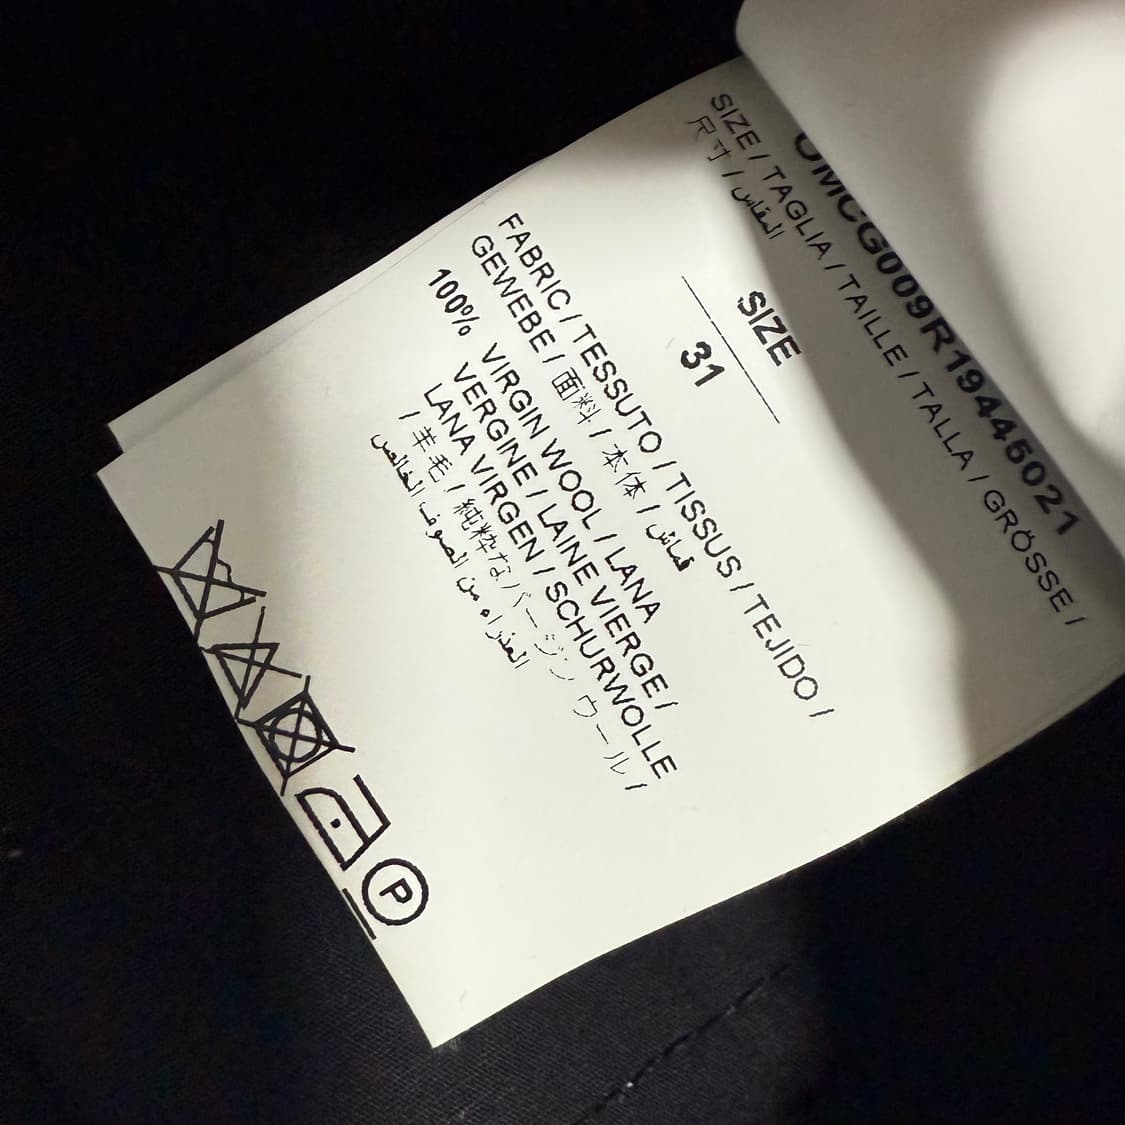 OMCG009R19445021
SIZE / TAGLIA / TAILLE / TALLA / GRÖSSE /
尺寸 / المقاس
SIZE
31
FABRIC / TESSUTO / TISSUS / TEJIDO /
GEWEBE / 面料 / 本体 / قماش
100% VIRGIN WOOL / LANA
VERGINE / LAINE VIERGE /
LANA VIRGEN / SCHURWOLLE
/ 羊毛 / 純粋なバージン ウール /
العذراء من الصوف الخالص
P